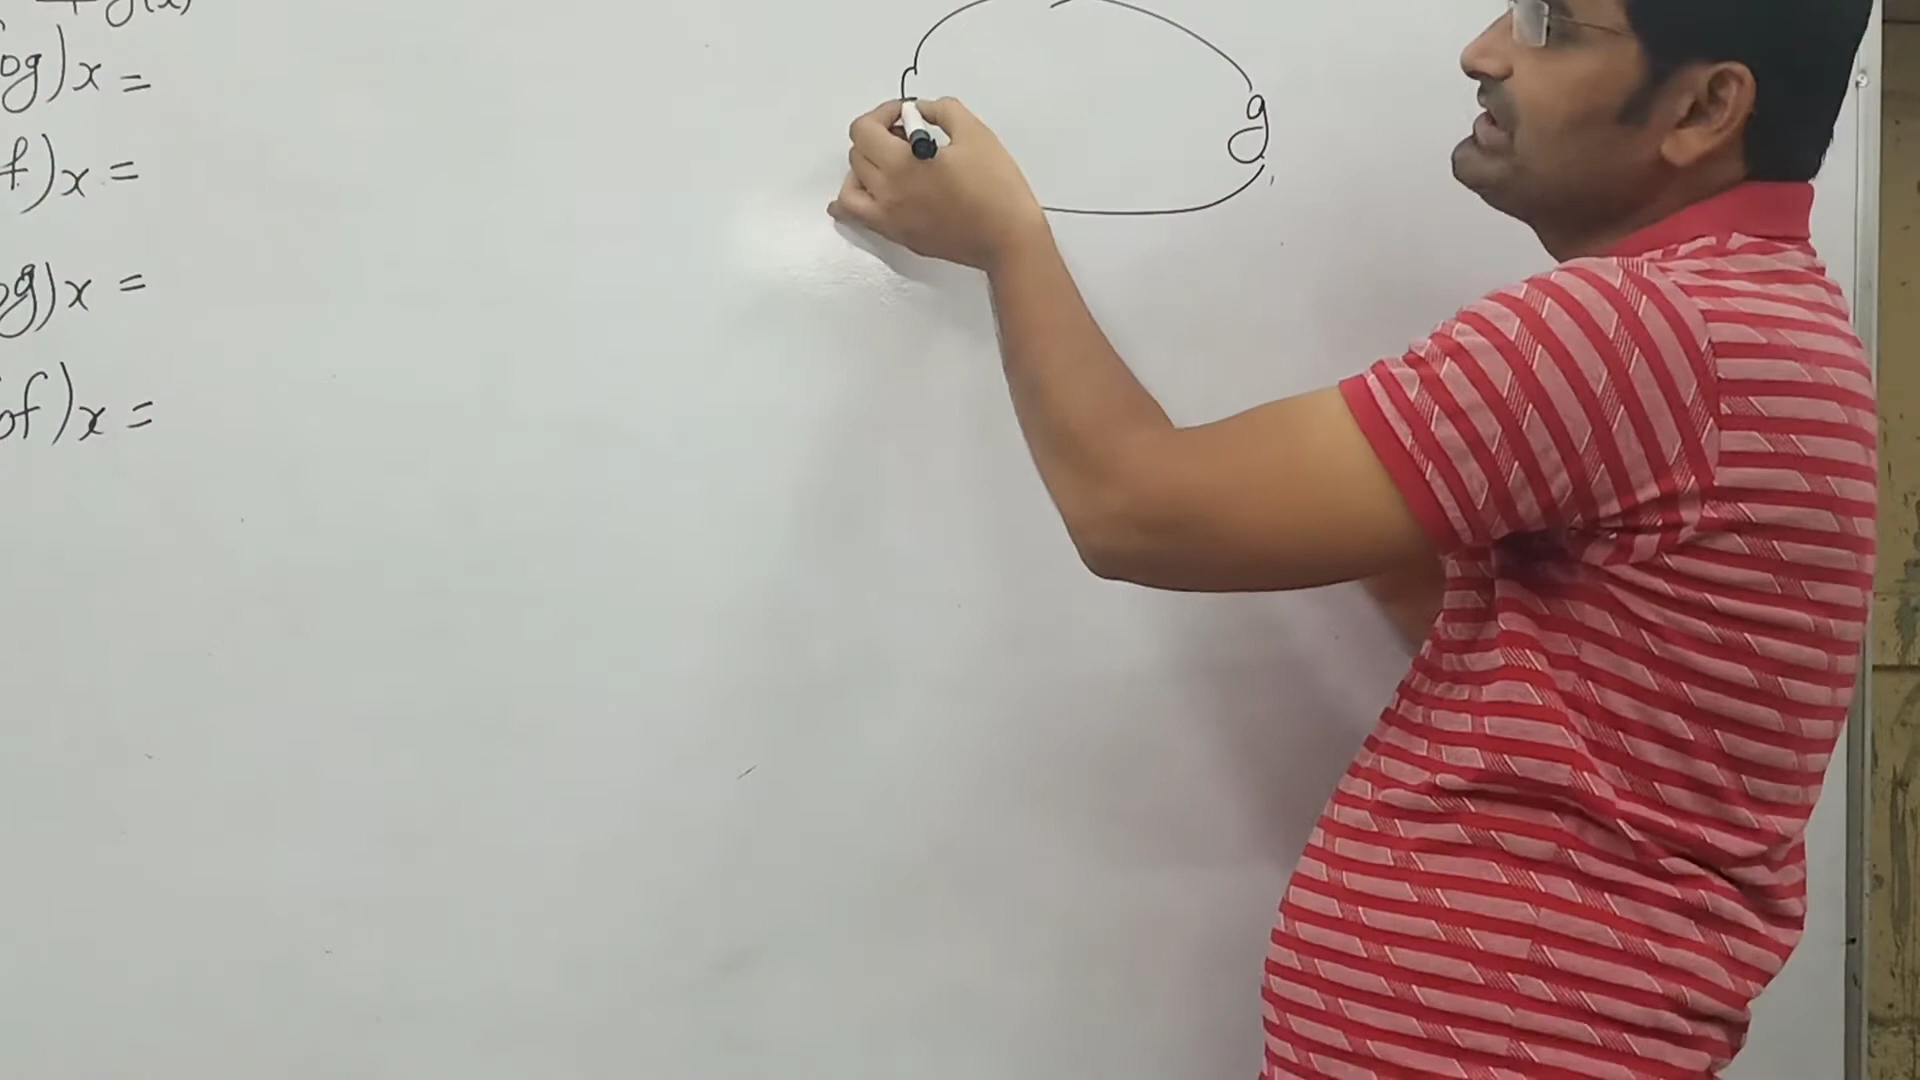 g(x)
og)x =
f)x =
og)x =
of)x =
g